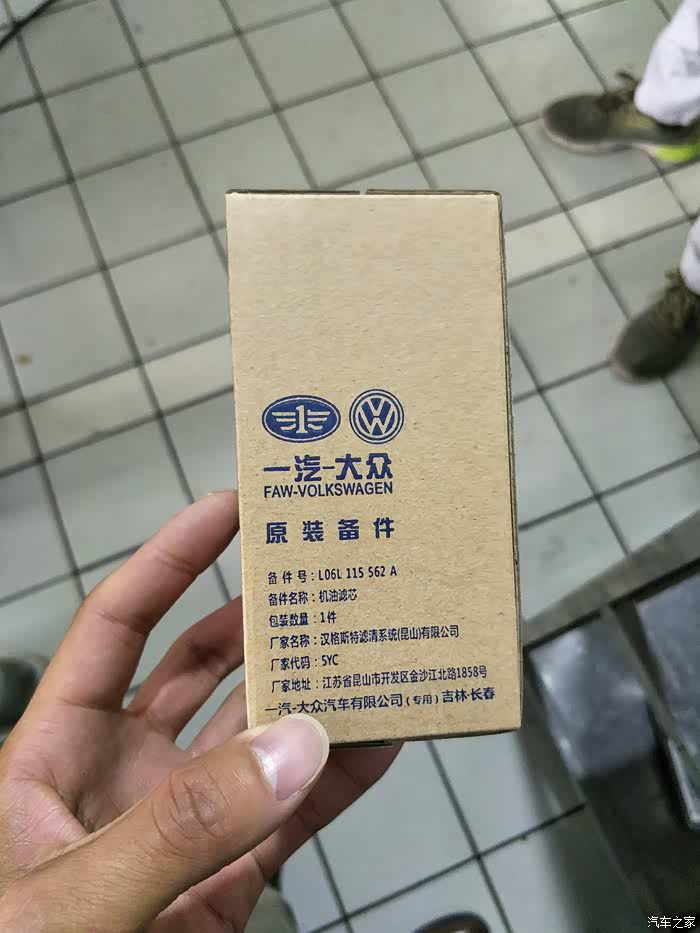 一汽-大众
FAW-VOLKSWAGEN
原装备件
备件号：L06L 115 562 A
备件名称：机油滤芯
包装数量：1件
厂家名称：汉格斯特滤清系统(昆山)有限公司
厂家代码：5YC
厂家地址：江苏省昆山市开发区金沙江北路1858号
一汽-大众汽车有限公司(专用)吉林·长春
汽车之家